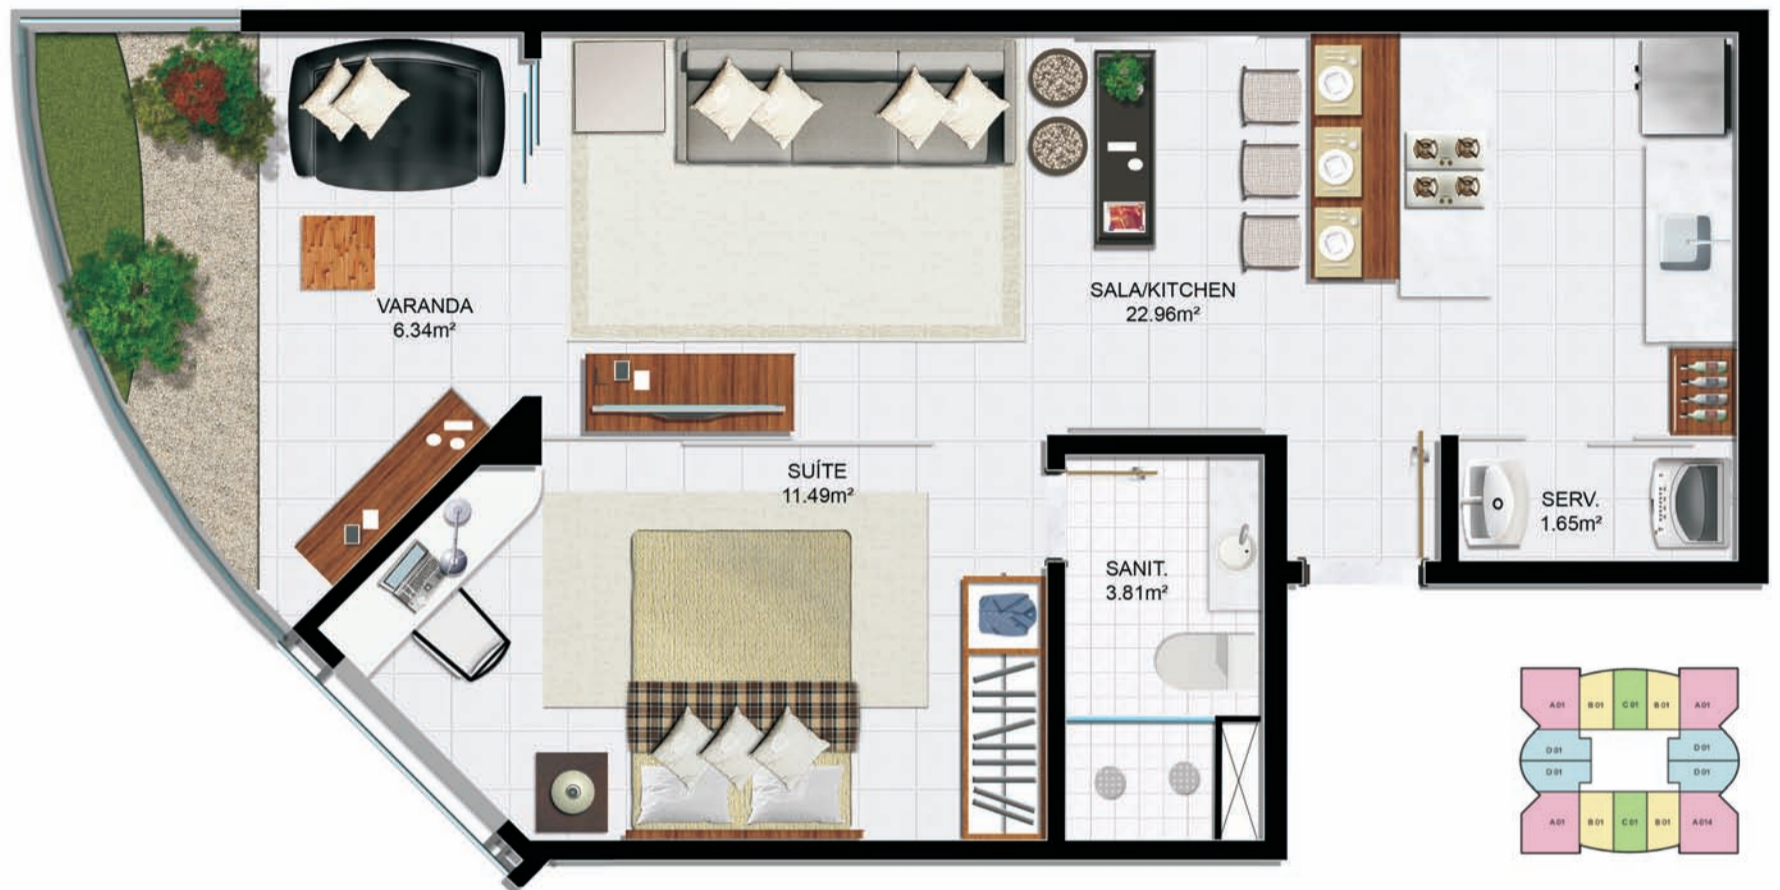 VARANDA
6.34m²
SALA/KITCHEN
22.96m²
SUÍTE
11.49m²
SANIT.
3.81m²
SERV.
1.65m²
A01 B01 C01 B01 A01
D01 D01
D01 D01
A01 B01 C01 B01 A014